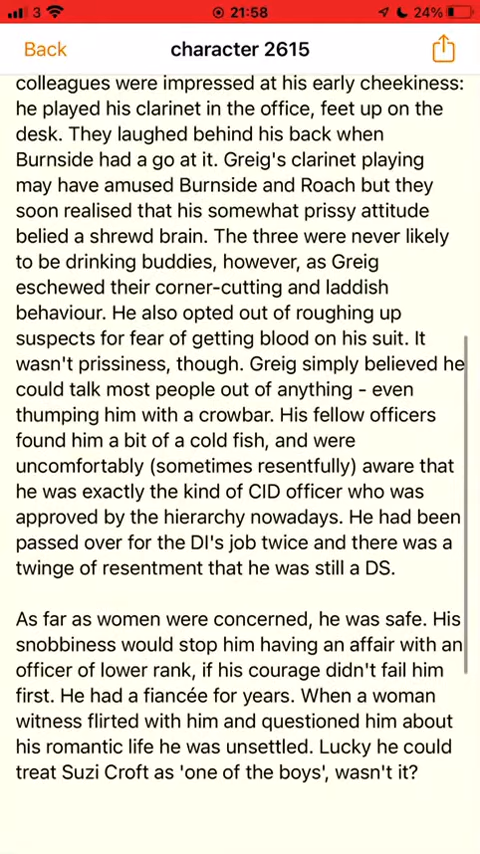 3 21:58 24%
Back character 2615
colleagues were impressed at his early cheekiness:
he played his clarinet in the office, feet up on the
desk. They laughed behind his back when
Burnside had a go at it. Greig's clarinet playing
may have amused Burnside and Roach but they
soon realised that his somewhat prissy attitude
belied a shrewd brain. The three were never likely
to be drinking buddies, however, as Greig
eschewed their corner-cutting and laddish
behaviour. He also opted out of roughing up
suspects for fear of getting blood on his suit. It
wasn't prissiness, though. Greig simply believed he
could talk most people out of anything - even
thumping him with a crowbar. His fellow officers
found him a bit of a cold fish, and were
uncomfortably (sometimes resentfully) aware that
he was exactly the kind of CID officer who was
approved by the hierarchy nowadays. He had been
passed over for the DI's job twice and there was a
twinge of resentment that he was still a DS.
As far as women were concerned, he was safe. His
snobbiness would stop him having an affair with an
officer of lower rank, if his courage didn't fail him
first. He had a fiancée for years. When a woman
witness flirted with him and questioned him about
his romantic life he was unsettled. Lucky he could
treat Suzi Croft as 'one of the boys', wasn't it?